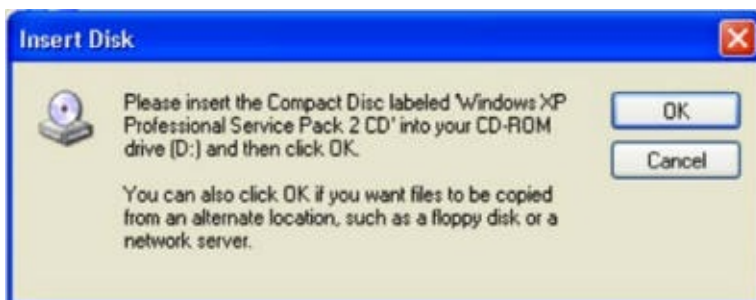 Insert Disk
Please insert the Compact Disc labeled 'Windows XP
Professional Service Pack 2 CD' into your CD-ROM
drive (D:) and then click OK.
You can also click OK if you want files to be copied
from an alternate location, such as a floppy disk or a
network server.
OK
Cancel